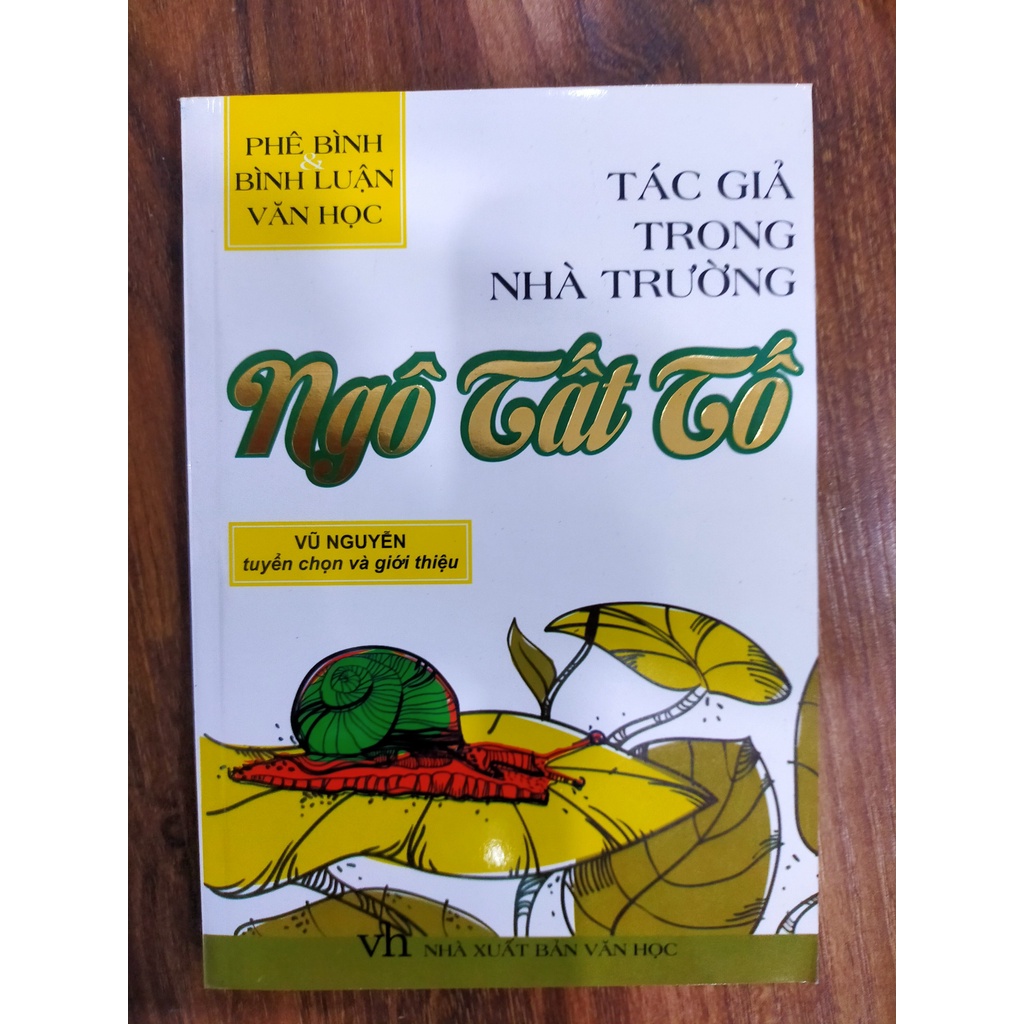 PHÊ BÌNH
&
BÌNH LUẬN
VĂN HỌC
TÁC GIẢ
TRONG
NHÀ TRƯỜNG
Ngô Tất Tố
VŨ NGUYỄN
tuyển chọn và giới thiệu
vh NHÀ XUẤT BẢN VĂN HỌC